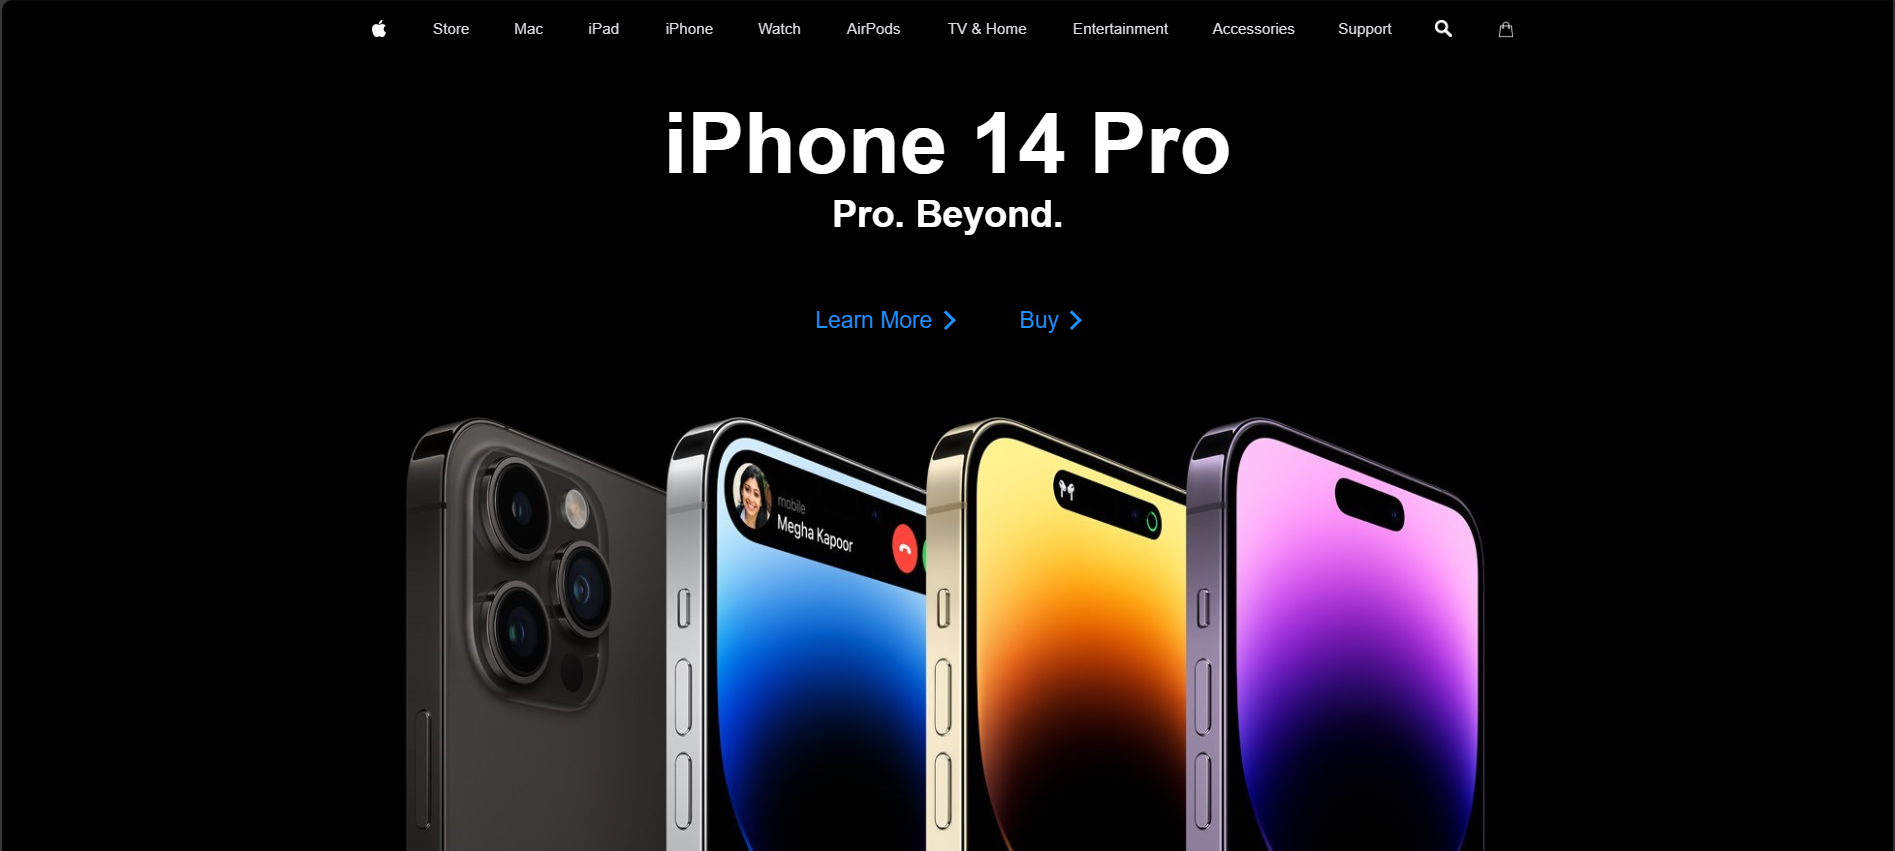 Store Mac iPad iPhone Watch AirPods TV & Home Entertainment Accessories Support
iPhone 14 Pro
Pro. Beyond.
Learn More Buy
mobile
Megha Kapoor